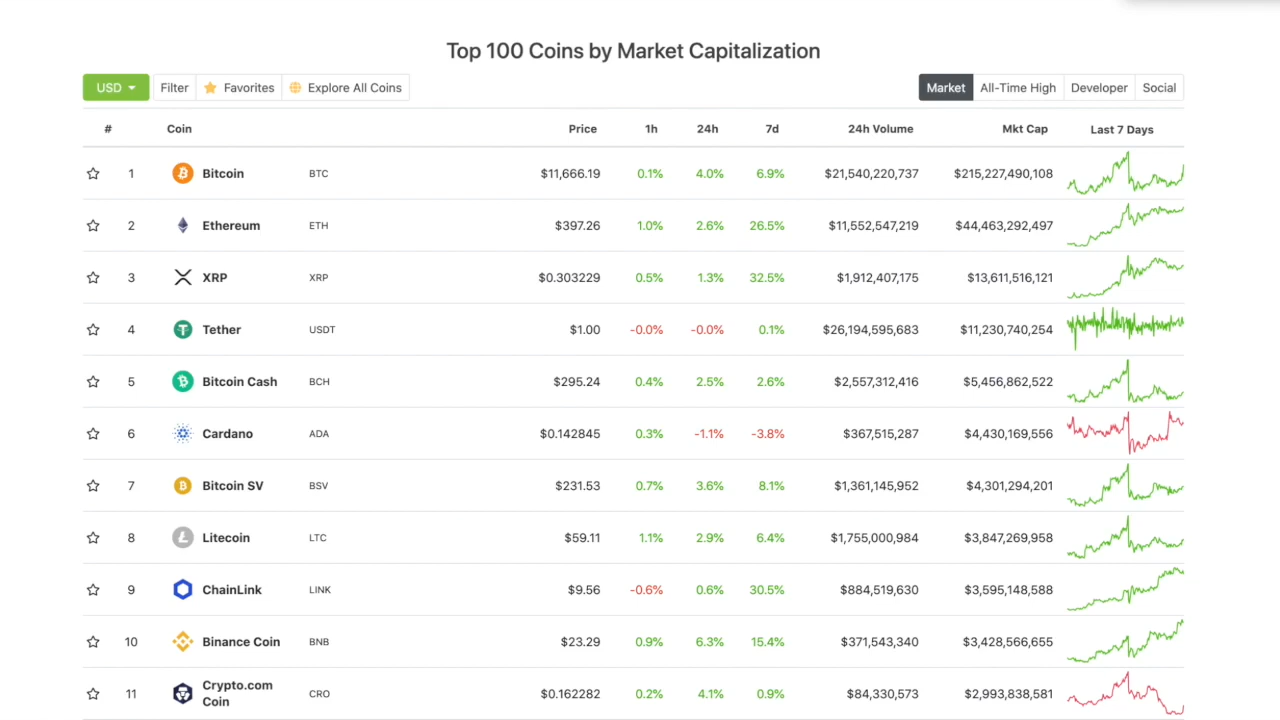 Top 100 Coins by Market Capitalization
USD Filter Favorites Explore All Coins Market All-Time High Developer Social
# Coin Price 1h 24h 7d 24h Volume Mkt Cap Last 7 Days
1 Bitcoin BTC $11,666.19 0.1% 4.0% 6.9% $21,540,220,737 $215,227,490,108
2 Ethereum ETH $397.26 1.0% 2.6% 26.5% $11,552,547,219 $44,463,292,497
3 XRP XRP $0.303229 0.5% 1.3% 32.5% $1,912,407,175 $13,611,516,121
4 Tether USDT $1.00 -0.0% -0.0% 0.1% $26,194,595,683 $11,230,740,254
5 Bitcoin Cash BCH $295.24 0.4% 2.5% 2.6% $2,557,312,416 $5,456,862,522
6 Cardano ADA $0.142845 0.3% -1.1% -3.8% $367,515,287 $4,430,169,556
7 Bitcoin SV BSV $231.53 0.7% 3.6% 8.1% $1,361,145,952 $4,301,294,201
8 Litecoin LTC $59.11 1.1% 2.9% 6.4% $1,755,000,984 $3,847,269,958
9 ChainLink LINK $9.56 -0.6% 0.6% 30.5% $884,519,630 $3,595,148,588
10 Binance Coin BNB $23.29 0.9% 6.3% 15.4% $371,543,340 $3,428,566,655
11 Crypto.com Coin CRO $0.162282 0.2% 4.1% 0.9% $84,330,573 $2,993,838,581